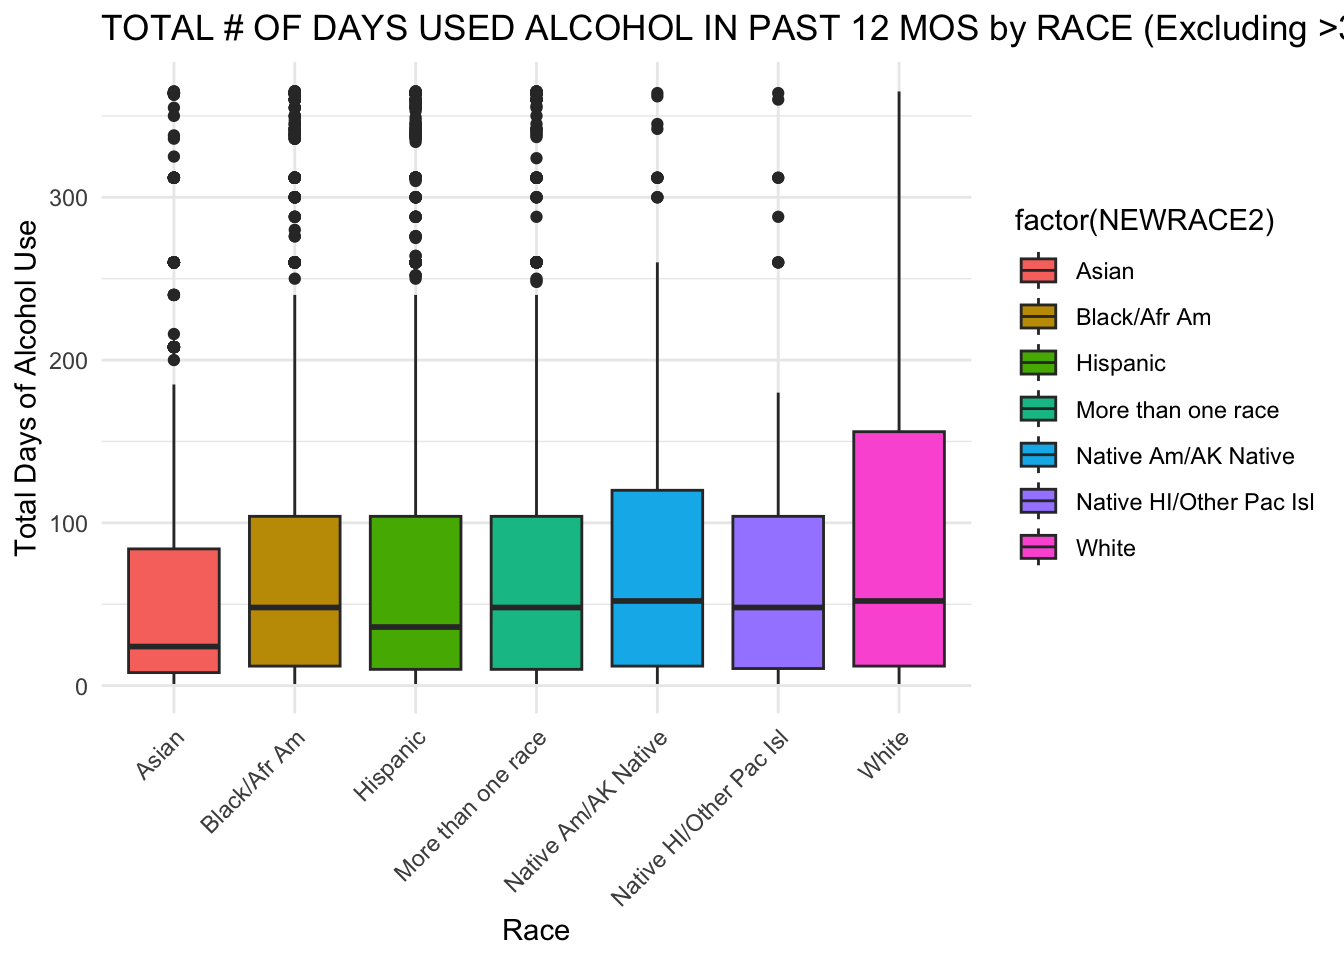 TOTAL # OF DAYS USED ALCOHOL IN PAST 12 MOS by RACE (Excluding >3
Total Days of Alcohol Use
300
200
100
0
Asian
Black/Afr Am
Hispanic
More than one race
Native Am/AK Native
Native HI/Other Pac Isl
White
Race
factor(NEWRACE2)
Asian
Black/Afr Am
Hispanic
More than one race
Native Am/AK Native
Native HI/Other Pac Isl
White